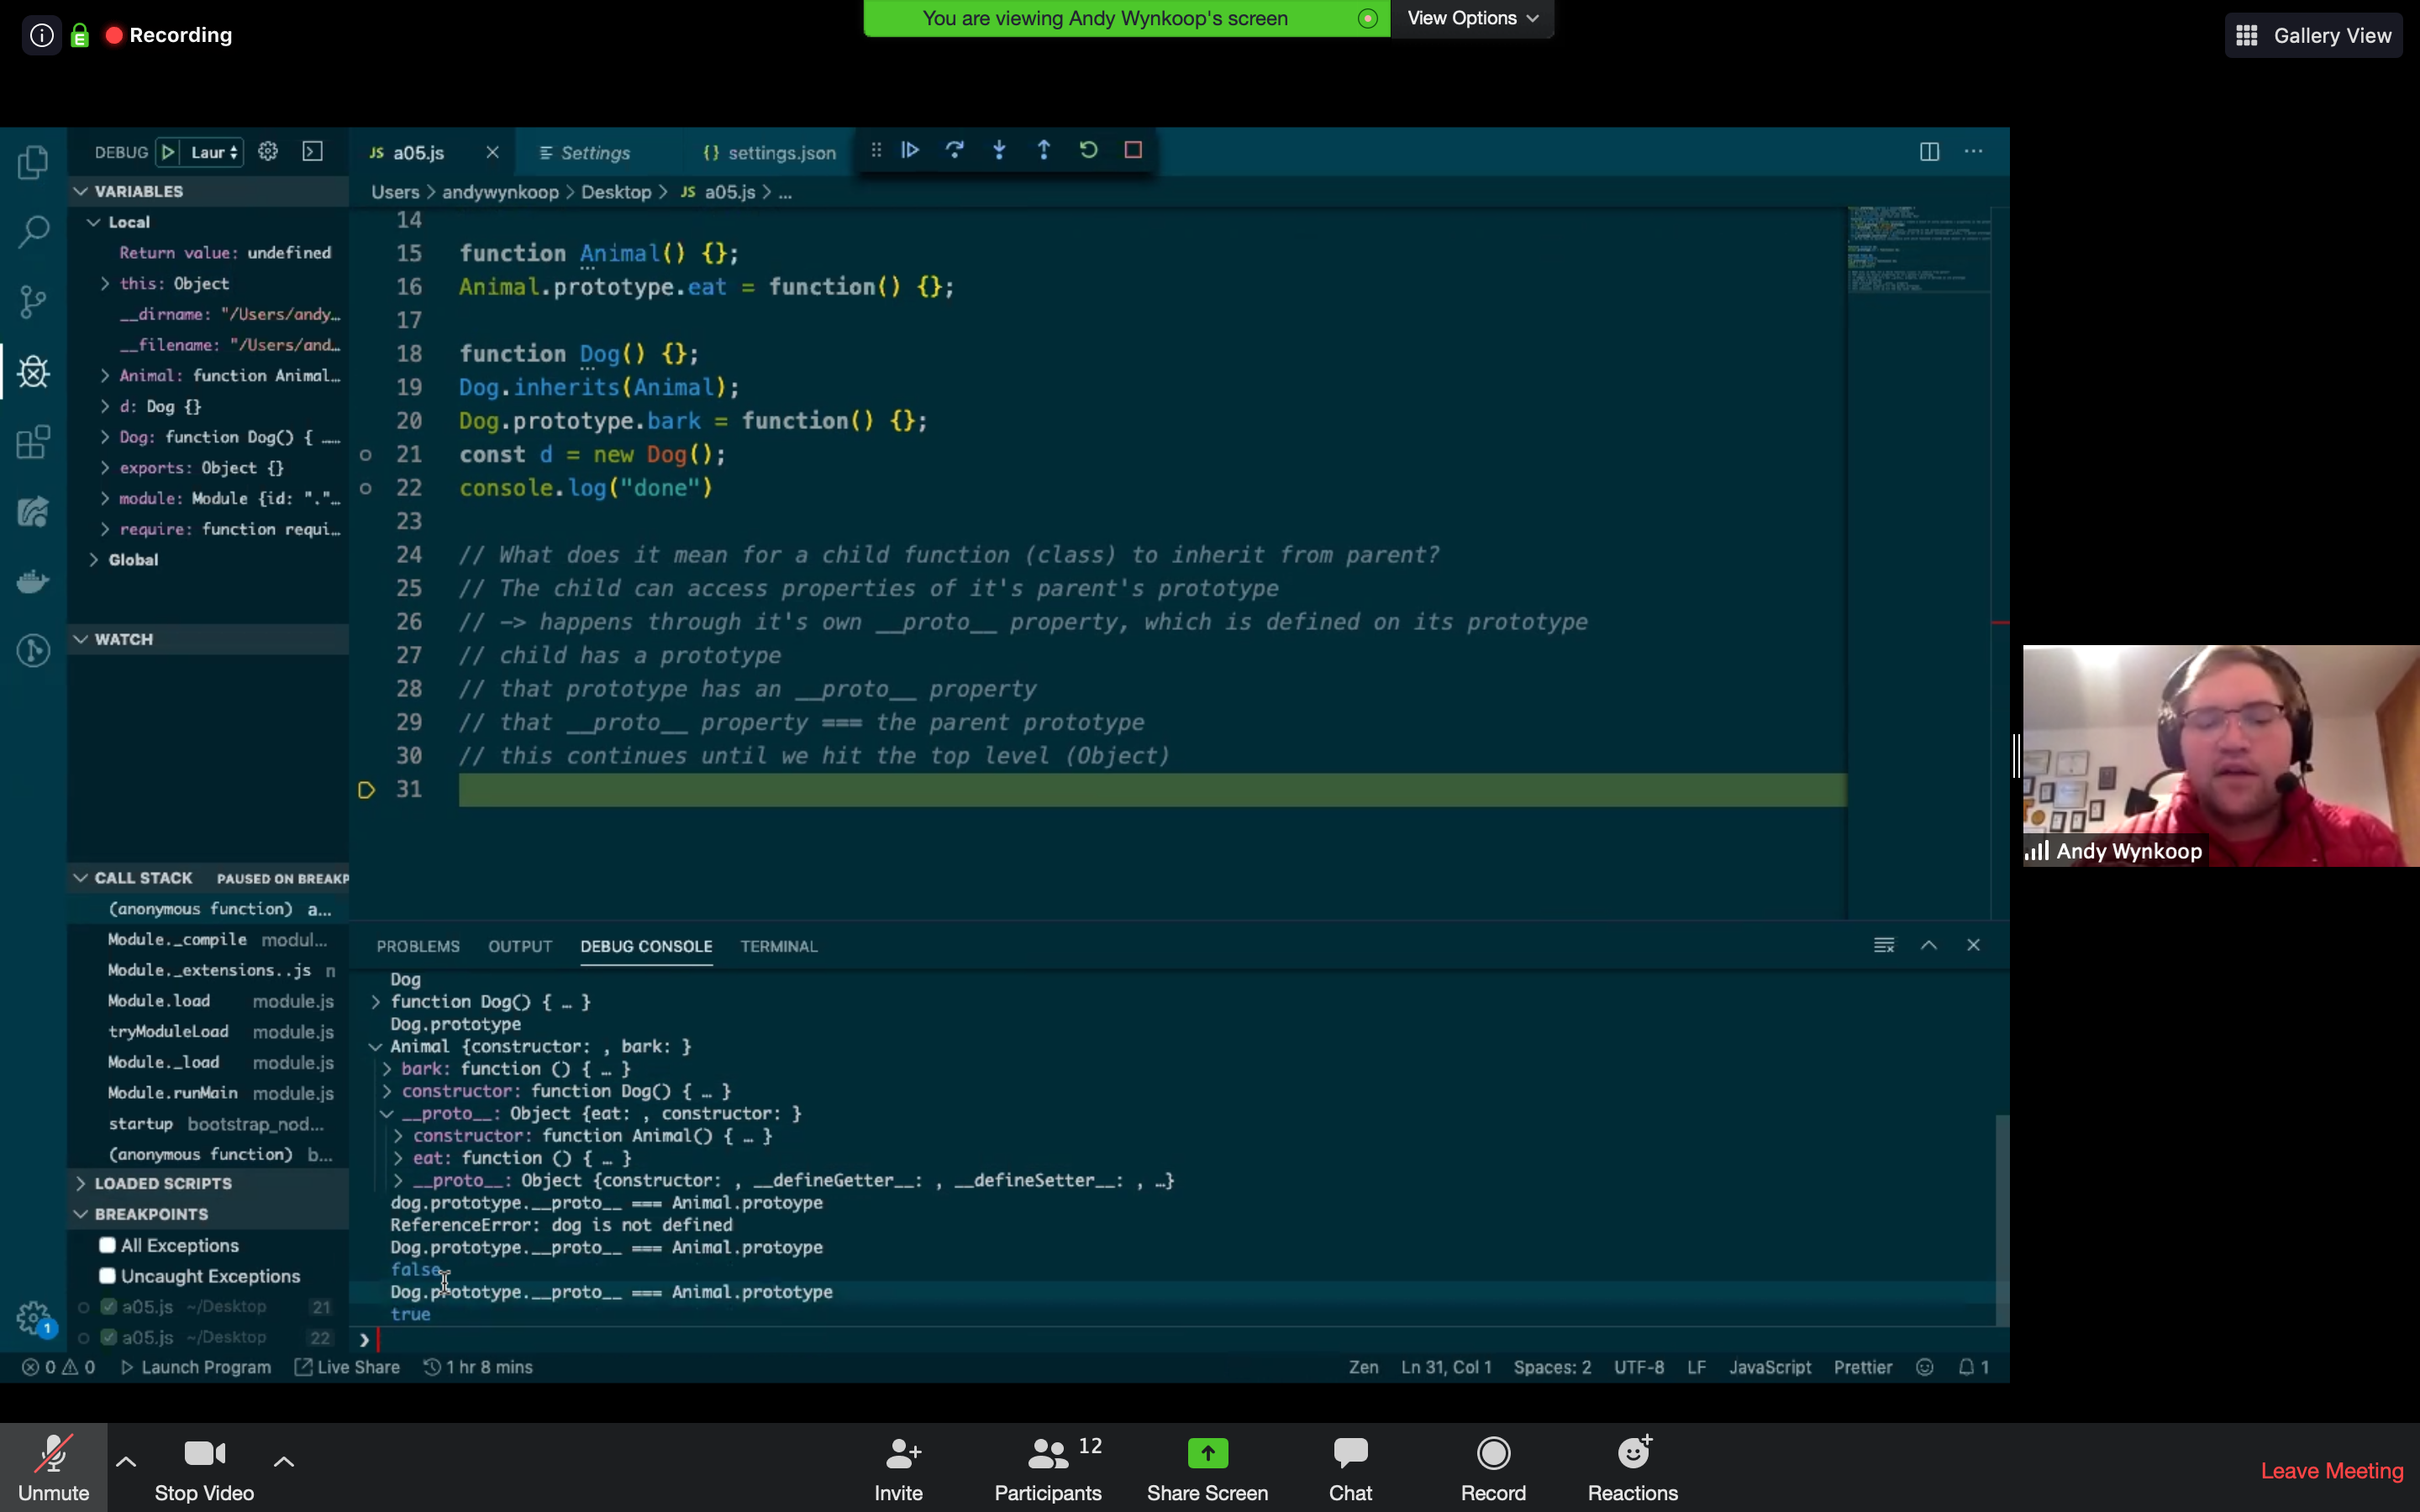 You are viewing Andy Wynkoop's screen
View Options
Recording
Gallery View
DEBUG Laur
a05.js
Settings
{} settings.json
VARIABLES
Users > andywynkoop > Desktop > JS a05.js > ...
Local
Return value: undefined
this: Object
__dirname: "/Users/andy…
__filename: "/Users/and…
Animal: function Animal…
d: Dog {}
Dog: function Dog() { ……
exports: Object {}
module: Module {id: "."…
require: function requi…
Global
WATCH
CALL STACK PAUSED ON BREAKP
(anonymous function) a...
Module._compile modul...
Module._extensions..js n
Module.load module.js
tryModuleLoad module.js
Module._load module.js
Module.runMain module.js
startup bootstrap_nod...
(anonymous function) b...
LOADED SCRIPTS
BREAKPOINTS
All Exceptions
Uncaught Exceptions
a05.js ~/Desktop 21
a05.js ~/Desktop 22
14
15 function Animal() {};
16 Animal.prototype.eat = function() {};
17
18 function Dog() {};
19 Dog.inherits(Animal);
20 Dog.prototype.bark = function() {};
21 const d = new Dog();
22 console.log("done")
23
24 // What does it mean for a child function (class) to inherit from parent?
25 // The child can access properties of it's parent's prototype
26 // -> happens through it's own __proto__ property, which is defined on its prototype
27 // child has a prototype
28 // that prototype has an __proto__ property
29 // that __proto__ property === the parent prototype
30 // this continues until we hit the top level (Object)
31
PROBLEMS OUTPUT DEBUG CONSOLE TERMINAL
Dog
> function Dog() { … }
Dog.prototype
Animal {constructor: , bark: }
> bark: function () { … }
> constructor: function Dog() { … }
__proto__: Object {eat: , constructor: }
> constructor: function Animal() { … }
> eat: function () { … }
> __proto__: Object {constructor: , __defineGetter__: , __defineSetter__: , …}
dog.prototype.__proto__ === Animal.protoype
ReferenceError: dog is not defined
Dog.prototype.__proto__ === Animal.protoype
false
Dog.prototype.__proto__ === Animal.prototype
true
1
0 0 Launch Program Live Share 1 hr 8 mins
Zen Ln 31, Col 1 Spaces: 2 UTF-8 LF JavaScript Prettier 1
Andy Wynkoop
Unmute
Stop Video
Invite
12
Participants
Share Screen
Chat
Record
Reactions
Leave Meeting